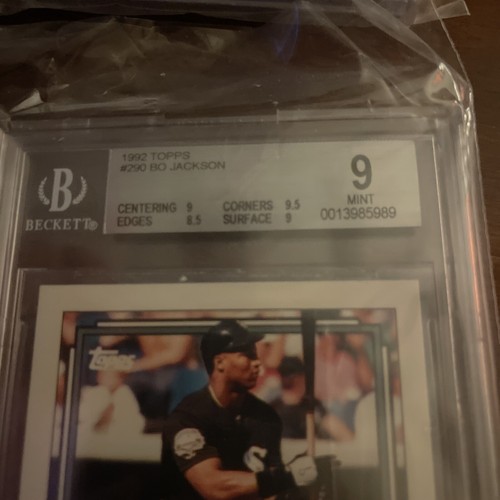 1992 TOPPS
#290 BO JACKSON
CENTERING 9 CORNERS 9.5
EDGES 8.5 SURFACE 9
9
MINT
0013985989
B
BECKETT®
Topps